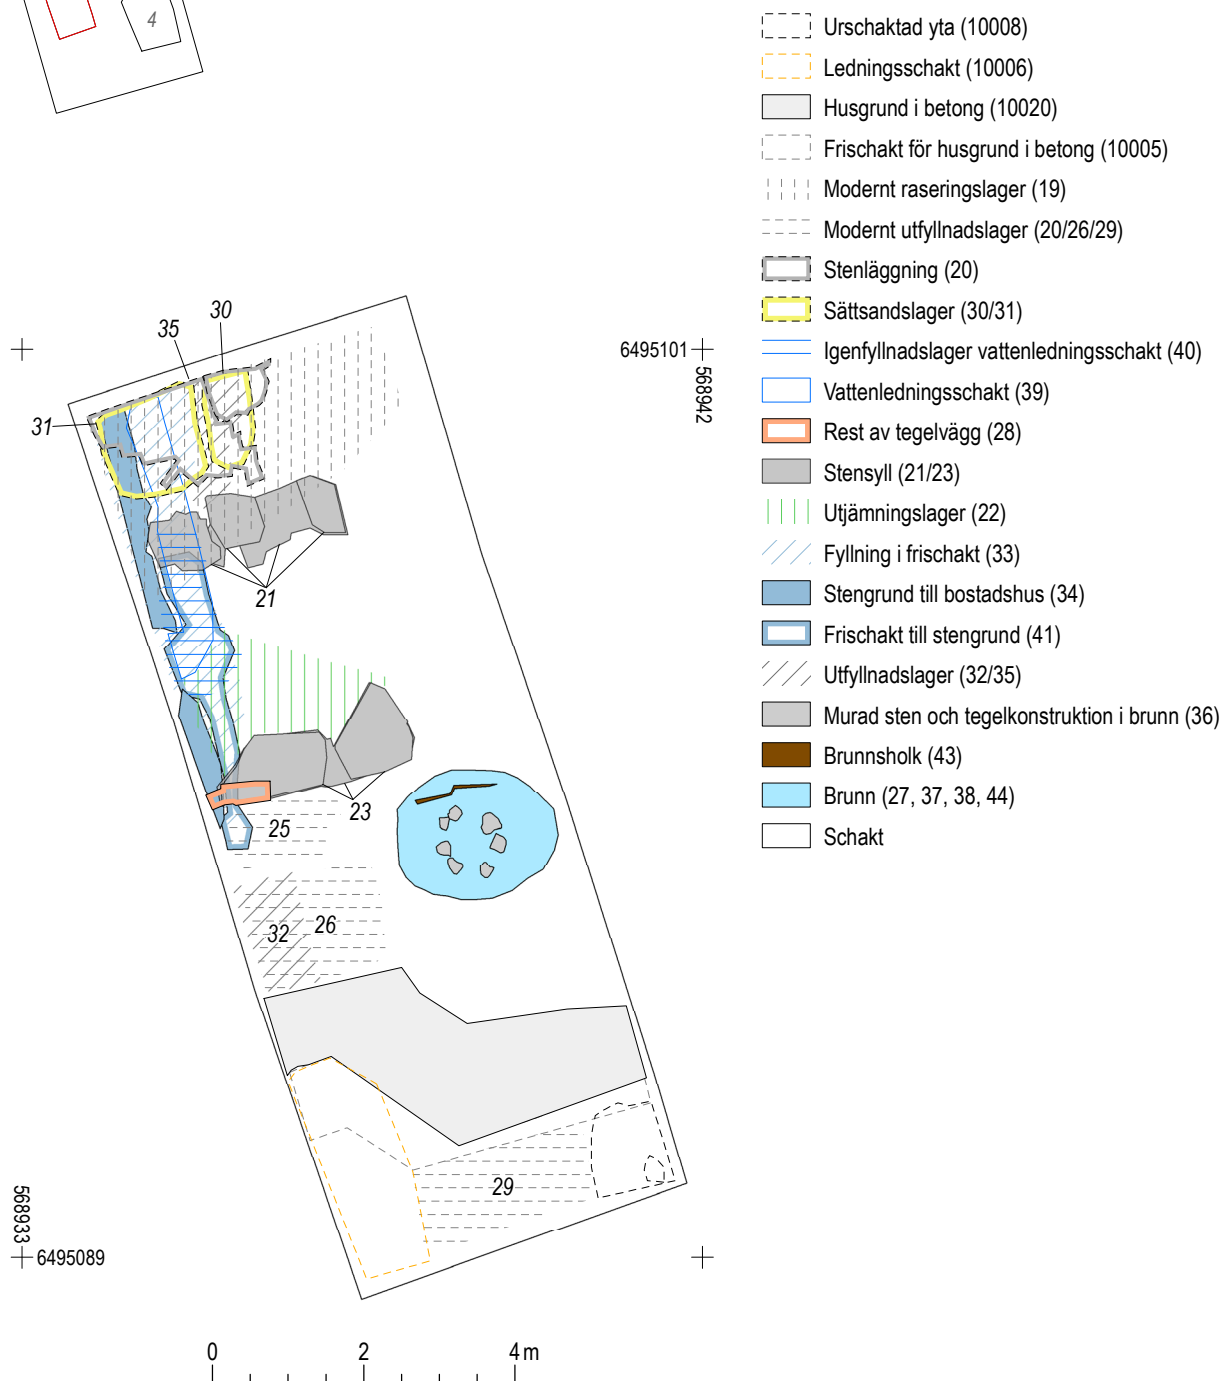 4
Urschaktad yta (10008)
Ledningsschakt (10006)
Husgrund i betong (10020)
Frischakt för husgrund i betong (10005)
Modernt raseringslager (19)
Modernt utfyllnadslager (20/26/29)
Stenläggning (20)
Sättsandslager (30/31)
Igenfyllnadslager vattenledningsschakt (40)
Vattenledningsschakt (39)
Rest av tegelvägg (28)
Stensyll (21/23)
Utjämningslager (22)
Fyllning i frischakt (33)
Stengrund till bostadshus (34)
Frischakt till stengrund (41)
Utfyllnadslager (32/35)
Murad sten och tegelkonstruktion i brunn (36)
Brunnsholk (43)
Brunn (27, 37, 38, 44)
Schakt
30
35
31
6495101
568942
21
23
25
26
32
29
568933
6495089
0 2 4 m